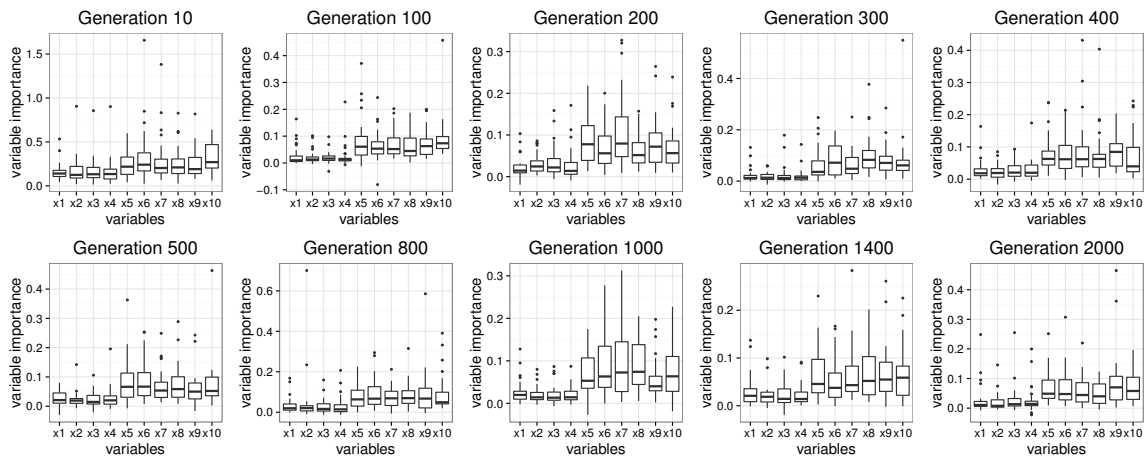 Generation 10
variable importance
1.5
1.0
0.5
0.0
x1 x2 x3 x4 x5 x6 x7 x8 x9 x10
variables
Generation 100
variable importance
0.4
0.3
0.2
0.1
0.0
−0.1
x1 x2 x3 x4 x5 x6 x7 x8 x9 x10
variables
Generation 200
variable importance
0.3
0.2
0.1
0.0
x1 x2 x3 x4 x5 x6 x7 x8 x9 x10
variables
Generation 300
variable importance
0.4
0.2
0.0
x1 x2 x3 x4 x5 x6 x7 x8 x9 x10
variables
Generation 400
variable importance
0.4
0.3
0.2
0.1
0.0
x1 x2 x3 x4 x5 x6 x7 x8 x9 x10
variables
Generation 500
variable importance
0.4
0.3
0.2
0.1
0.0
x1 x2 x3 x4 x5 x6 x7 x8 x9 x10
variables
Generation 800
variable importance
0.6
0.4
0.2
0.0
x1 x2 x3 x4 x5 x6 x7 x8 x9 x10
variables
Generation 1000
variable importance
0.3
0.2
0.1
0.0
x1 x2 x3 x4 x5 x6 x7 x8 x9 x10
variables
Generation 1400
variable importance
0.2
0.1
0.0
x1 x2 x3 x4 x5 x6 x7 x8 x9 x10
variables
Generation 2000
variable importance
0.4
0.3
0.2
0.1
0.0
x1 x2 x3 x4 x5 x6 x7 x8 x9 x10
variables